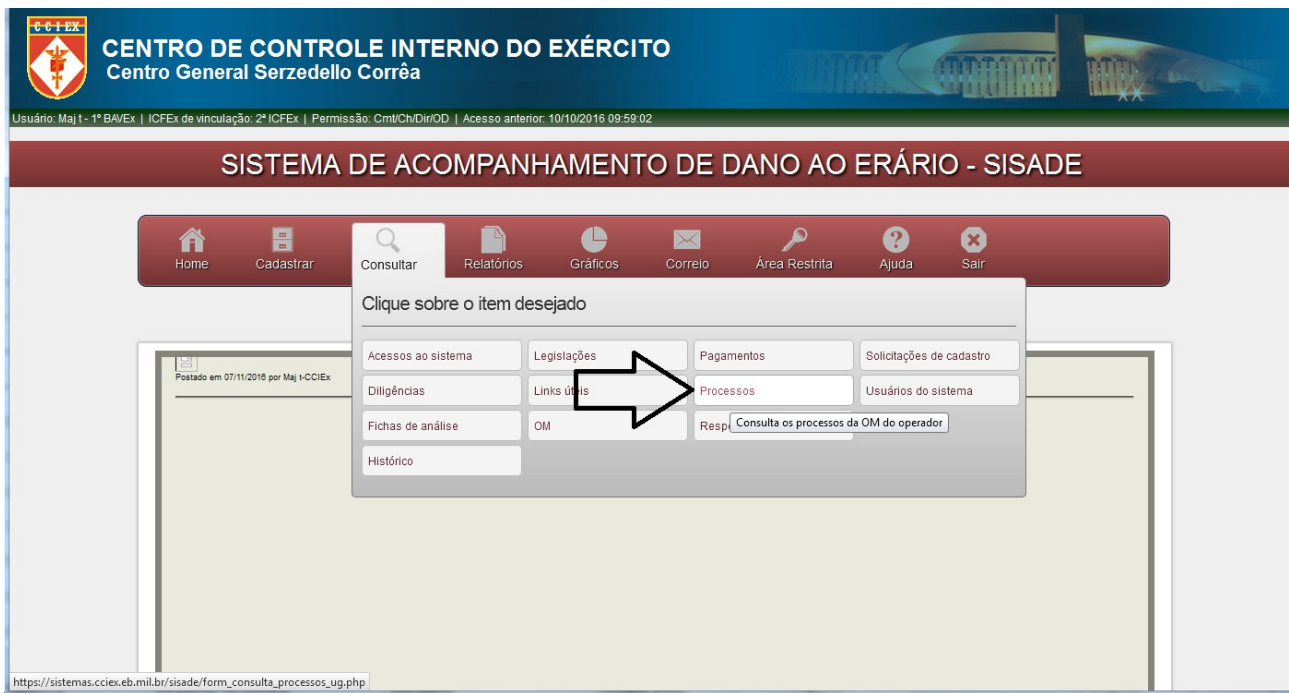 CCIEX
CENTRO DE CONTROLE INTERNO DO EXÉRCITO
Centro General Serzedello Corrêa
Usuário: Maj t - 1º BAVEx | ICFEx de vinculação: 2ª ICFEx | Permissão: Cmt/Ch/Dir/OD | Acesso anterior: 10/10/2016 09:59:02
SISTEMA DE ACOMPANHAMENTO DE DANO AO ERÁRIO - SISADE
Home Cadastrar Consultar Relatórios Gráficos Correio Área Restrita Ajuda Sair
Clique sobre o item desejado
Acessos ao sistema Legislações Pagamentos Solicitações de cadastro
Postado em 07/11/2016 por Maj t-CCIEx
Diligências Links úteis Processos Usuários do sistema
Consulta os processos da OM do operador
Fichas de análise OM
Histórico
https://sistemas.cciex.eb.mil.br/sisade/form_consulta_processos_ug.php